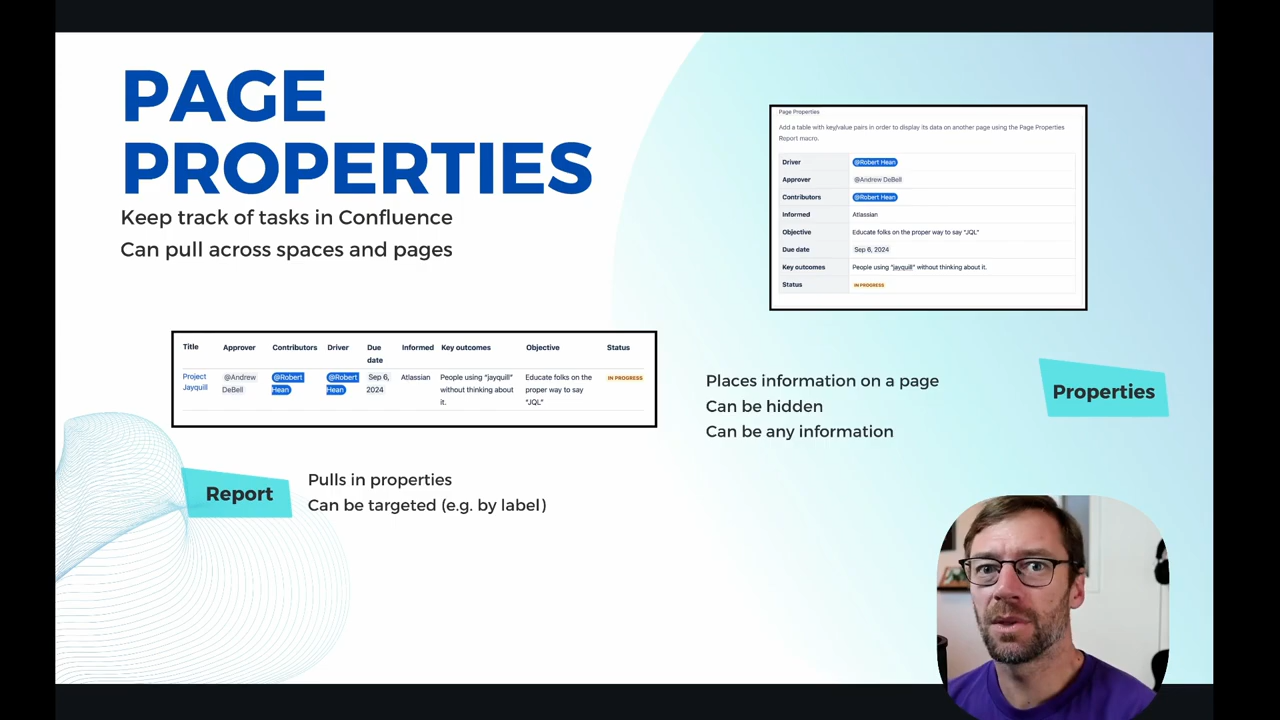 PAGE
PROPERTIES
Keep track of tasks in Confluence
Can pull across spaces and pages
Page Properties
Add a table with key/value pairs in order to display its data on another page using the Page Properties
Report macro.
Driver @Robert Hean
Approver @Andrew DeBell
Contributors @Robert Hean
Informed Atlassian
Objective Educate folks on the proper way to say "JQL"
Due date Sep 6, 2024
Key outcomes People using "jayquill" without thinking about it.
Status IN PROGRESS
Title Approver Contributors Driver Due Informed Key outcomes Objective Status
date
Project @Andrew @Robert @Robert Sep 6, Atlassian People using "jayquill" Educate folks on the IN PROGRESS
Jayquill DeBell Hean Hean 2024 without thinking about proper way to say
it. "JQL"
Places information on a page
Can be hidden
Can be any information
Properties
Report
Pulls in properties
Can be targeted (e.g. by label)